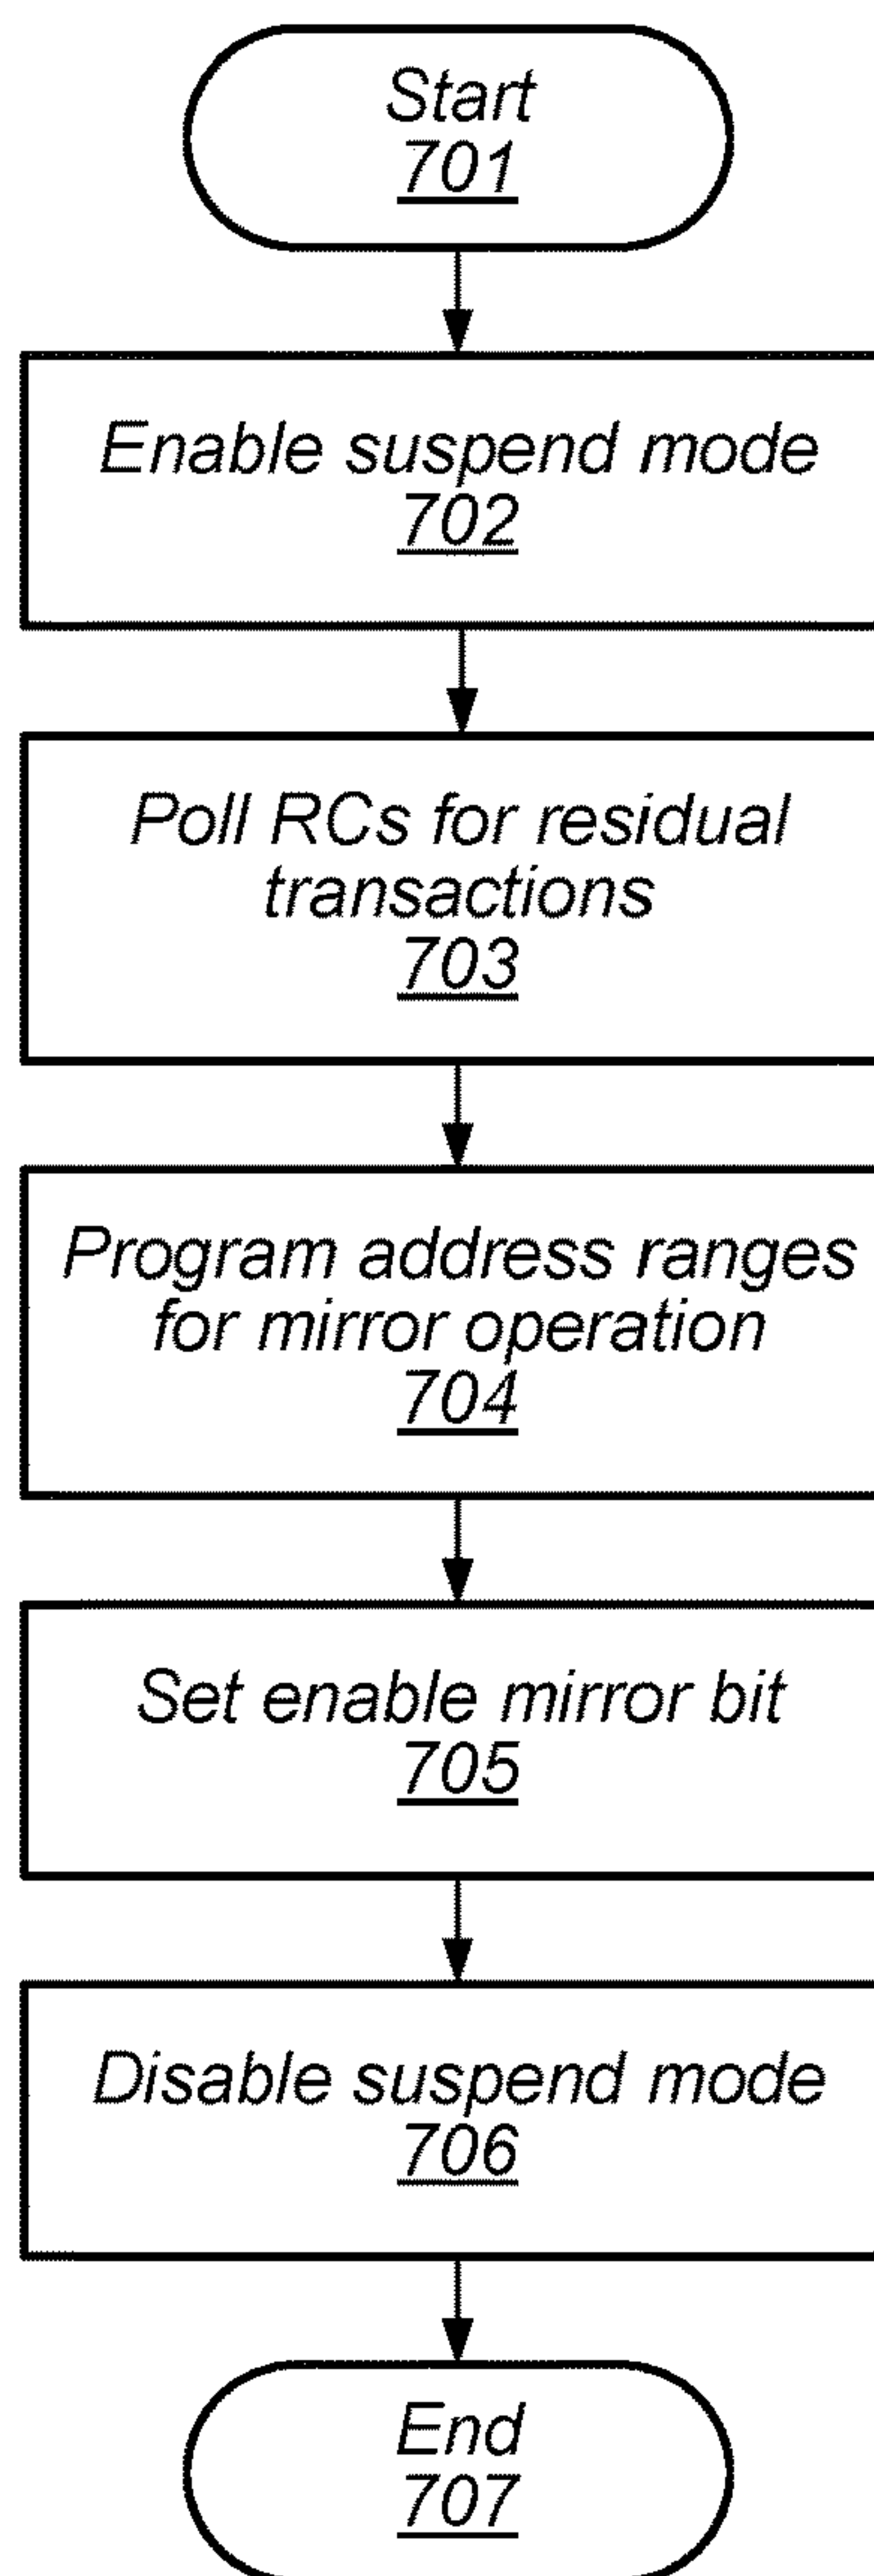 Start
701
Enable suspend mode
702
Poll RCs for residual
transactions
703
Program address ranges
for mirror operation
704
Set enable mirror bit
705
Disable suspend mode
706
End
707